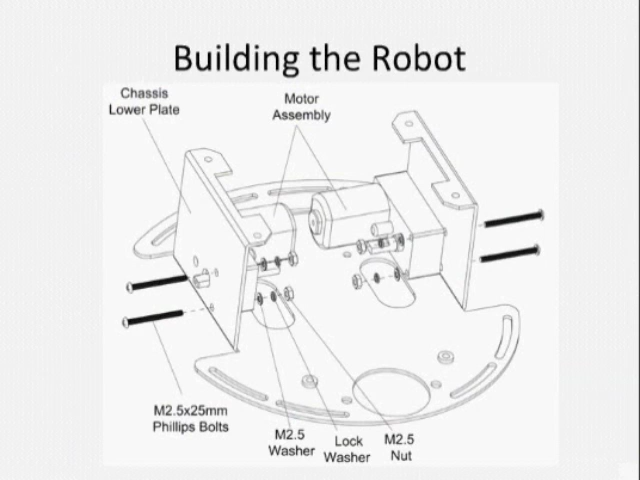 Building the Robot
Chassis
Lower Plate
Motor
Assembly
M2.5x25mm
Phillips Bolts
M2.5
Washer
Lock
Washer
M2.5
Nut